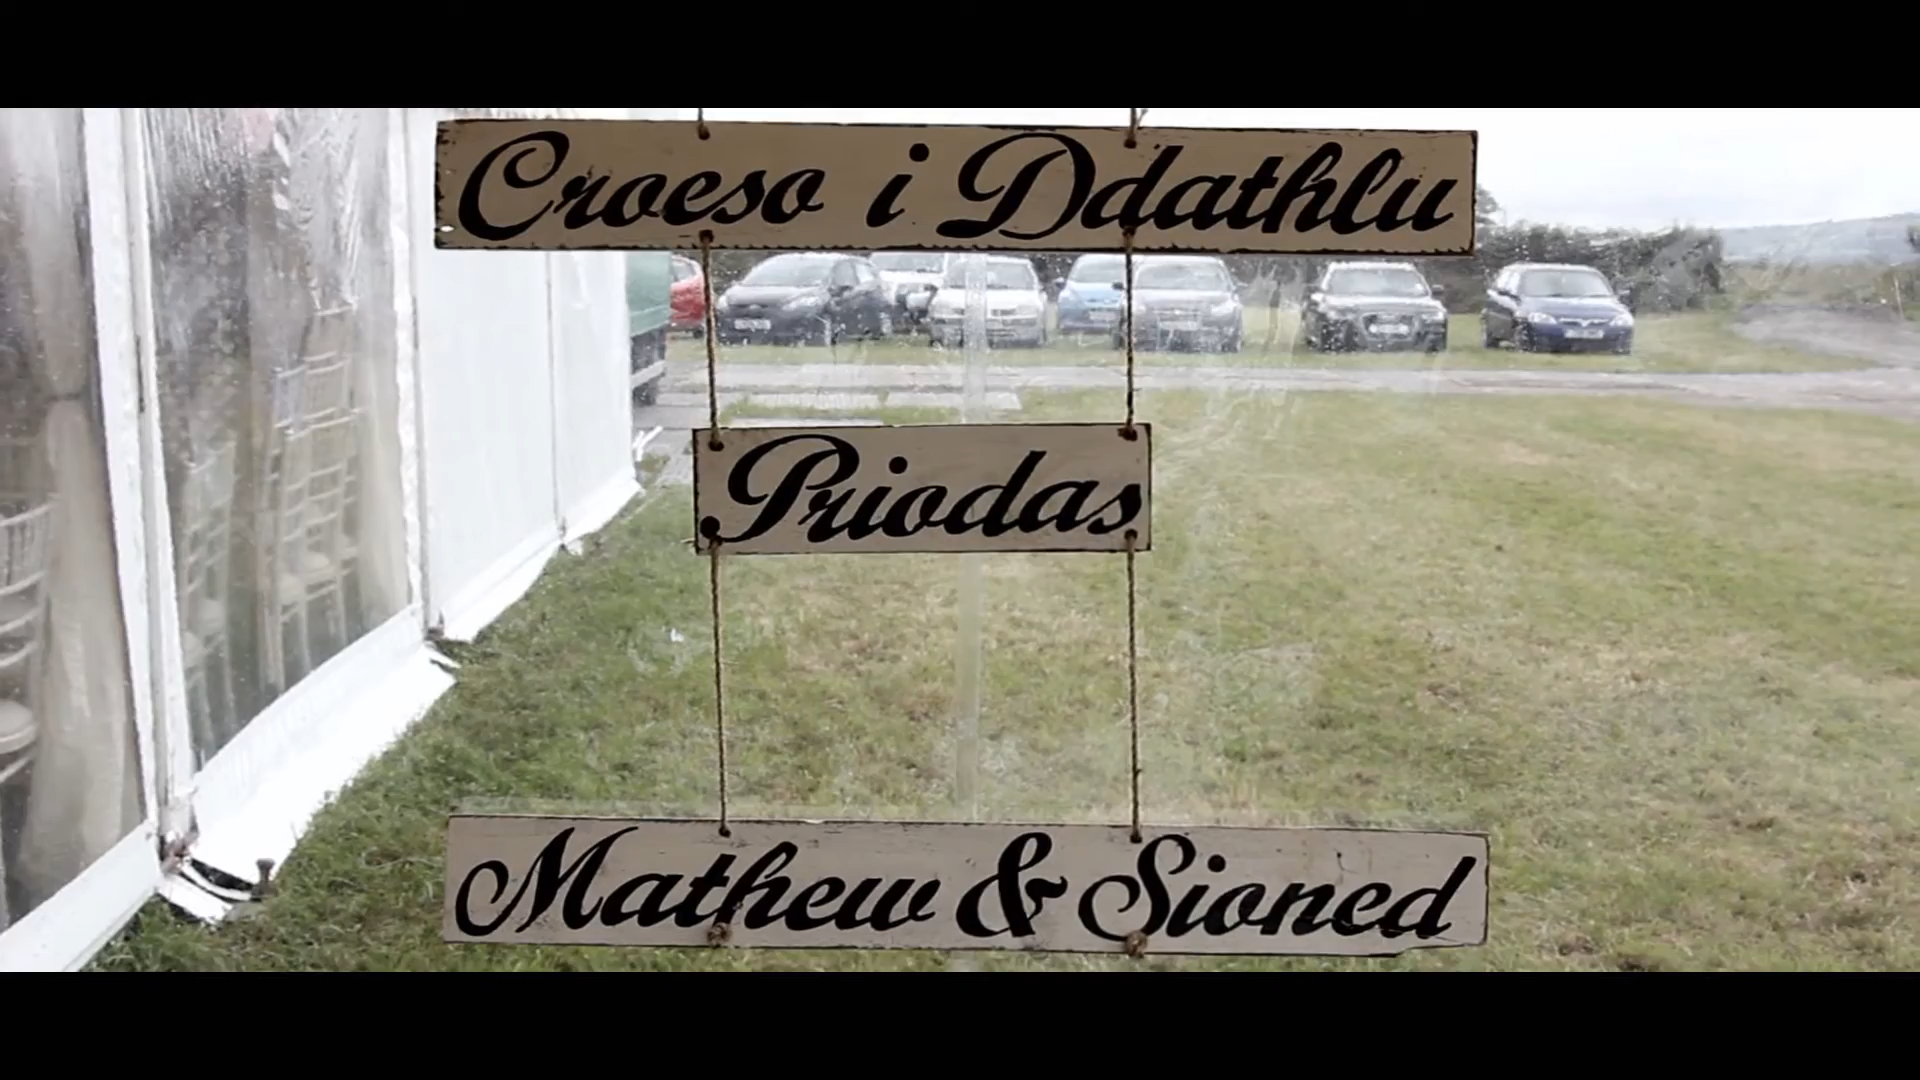 Croeso i Ddathlu
Priodas
Mathew & Sioned